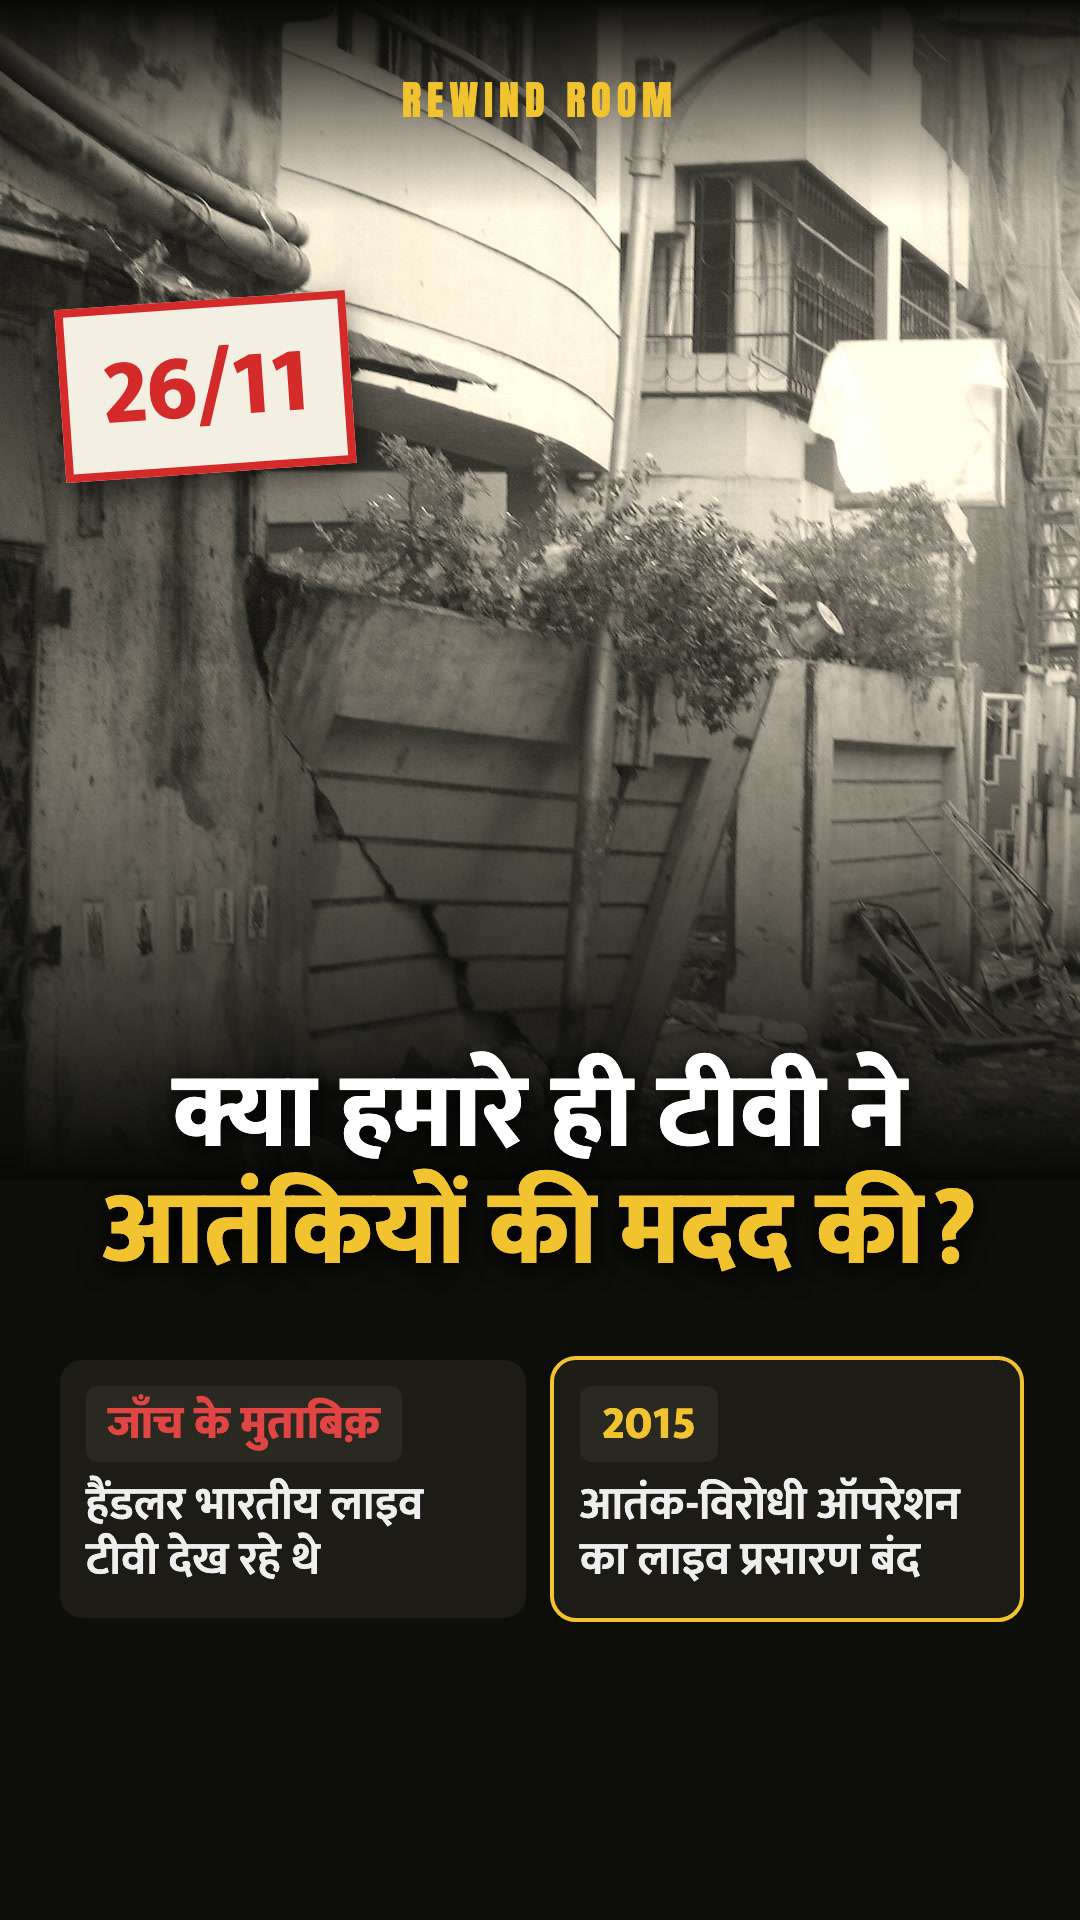 REWIND ROOM
26/11
क्या हमारे ही टीवी ने
आतंकियों की मदद की?
जाँच के मुताबिक़
हैंडलर भारतीय लाइव
टीवी देख रहे थे
2015
आतंक-विरोधी ऑपरेशन
का लाइव प्रसारण बंद